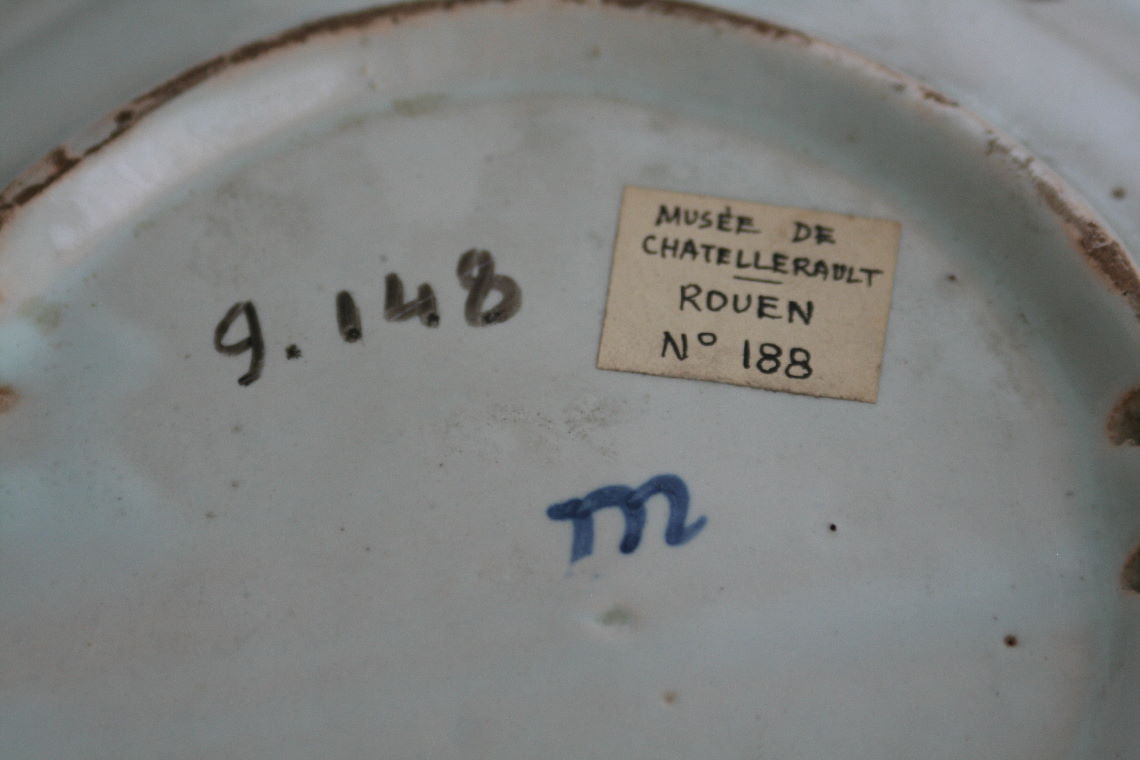 9.148
MUSÉE DE
CHATELLERAULT
ROUEN
N° 188
m